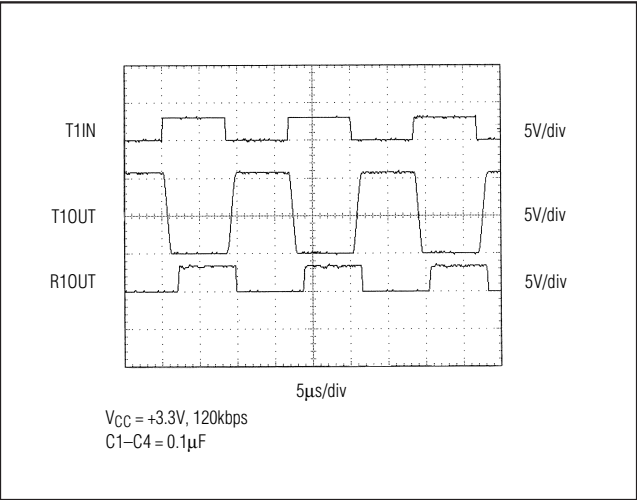 T1IN 5V/div
T1OUT 5V/div
R1OUT 5V/div
5μs/div
VCC = +3.3V, 120kbps
C1–C4 = 0.1μF